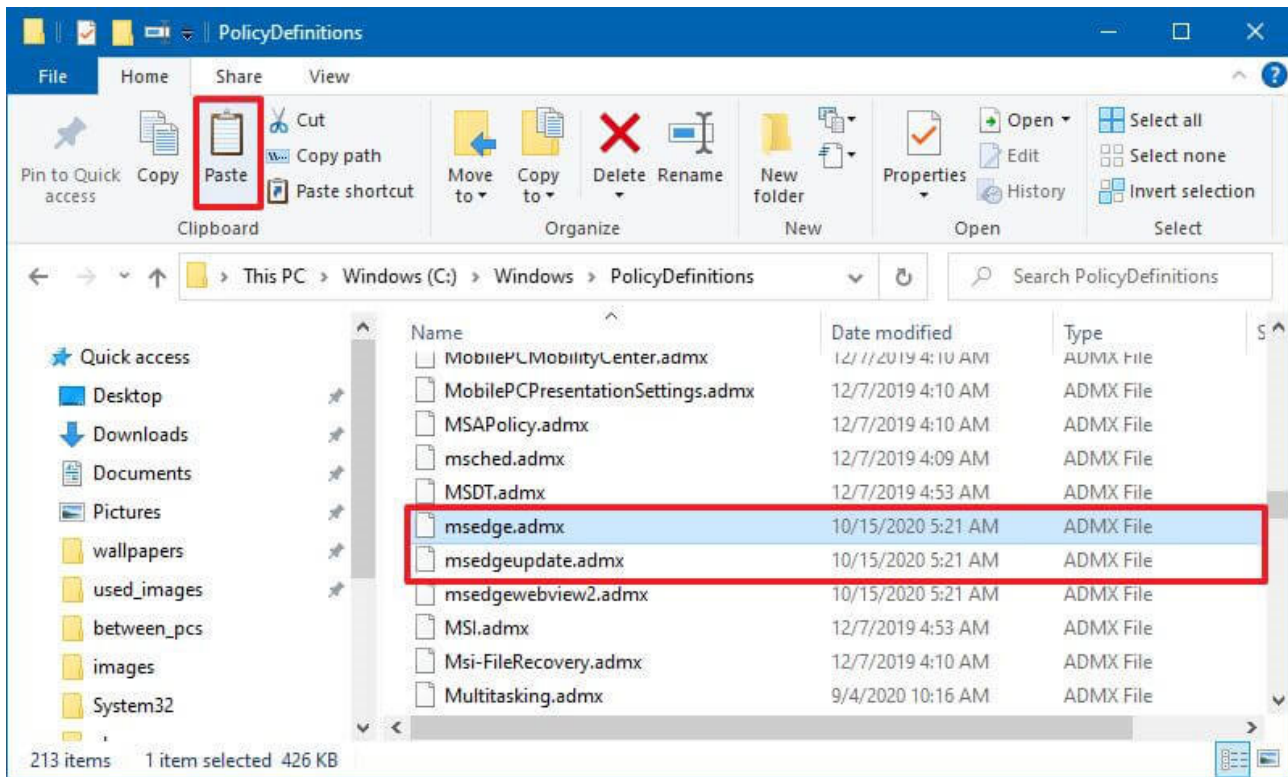 PolicyDefinitions
File Home Share View
Pin to Quick access
Copy
Paste
Cut
Copy path
Paste shortcut
Clipboard
Move to
Copy to
Delete
Rename
Organize
New folder
New
Properties
Open
Edit
History
Open
Select all
Select none
Invert selection
Select
This PC > Windows (C:) > Windows > PolicyDefinitions
Search PolicyDefinitions
Quick access
Desktop
Downloads
Documents
Pictures
wallpapers
used_images
between_pcs
images
System32
Name Date modified Type S
MobilePCMobilityCenter.admx 12/7/2019 4:10 AM ADMX File
MobilePCPresentationSettings.admx 12/7/2019 4:10 AM ADMX File
MSAPolicy.admx 12/7/2019 4:10 AM ADMX File
msched.admx 12/7/2019 4:09 AM ADMX File
MSDT.admx 12/7/2019 4:53 AM ADMX File
msedge.admx 10/15/2020 5:21 AM ADMX File
msedgeupdate.admx 10/15/2020 5:21 AM ADMX File
msedgewebview2.admx 10/15/2020 5:21 AM ADMX File
MSI.admx 12/7/2019 4:53 AM ADMX File
Msi-FileRecovery.admx 12/7/2019 4:10 AM ADMX File
Multitasking.admx 9/4/2020 10:16 AM ADMX File
213 items 1 item selected 426 KB